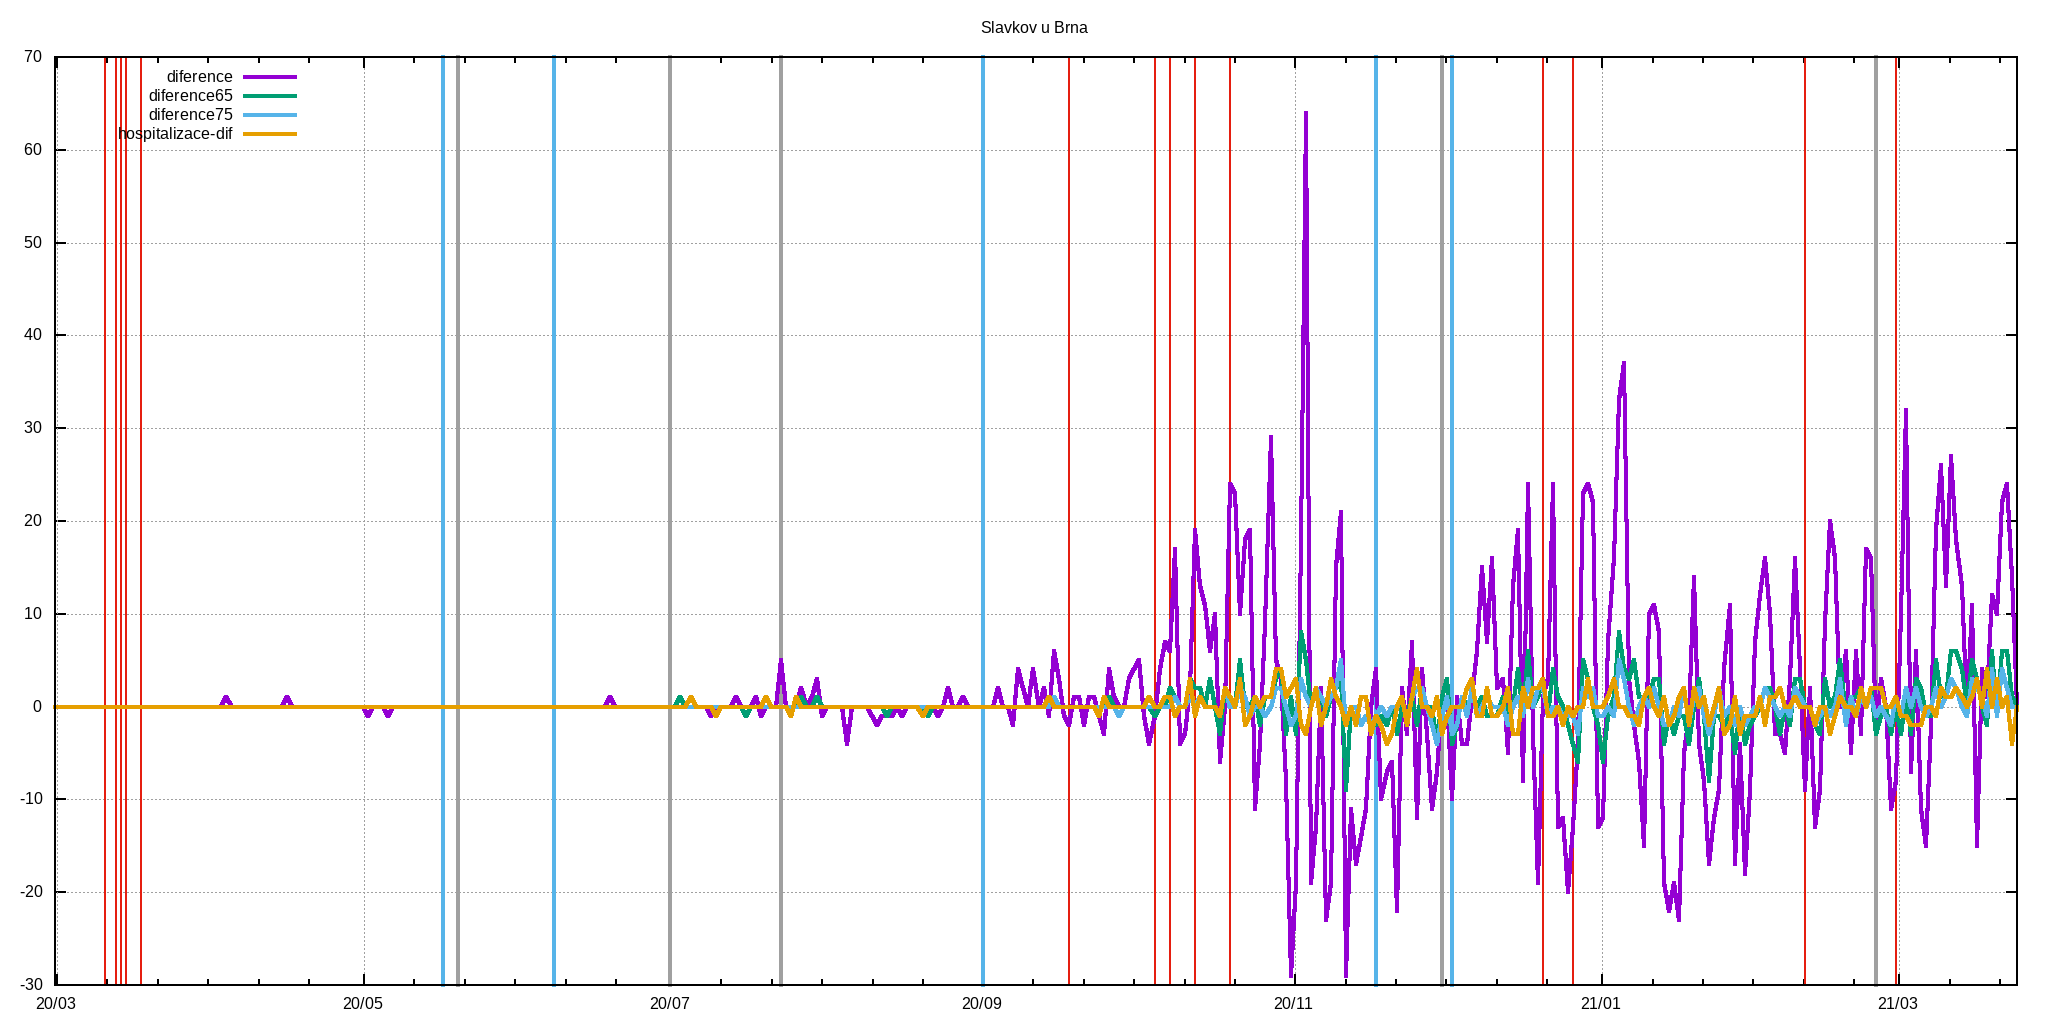 Slavkov u Brna
70
60
50
40
30
20
10
0
-10
-20
-30
diference
diference65
diference75
hospitalizace-dif
20/03 20/05 20/07 20/09 20/11 21/01 21/03